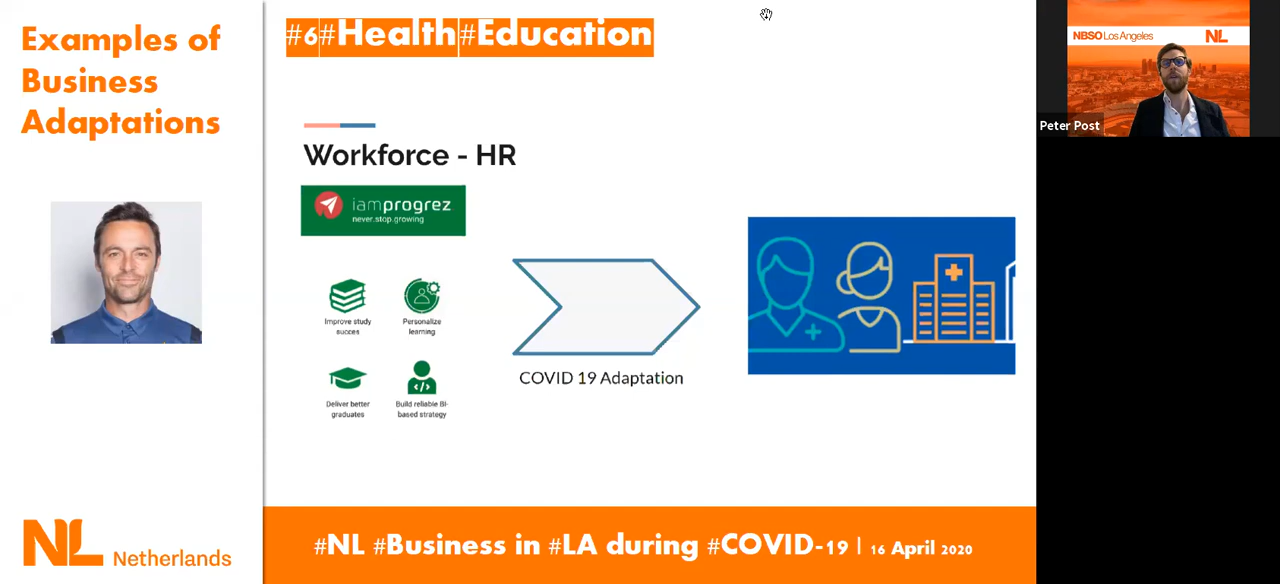 Examples of
Business
Adaptations
#6#Health#Education
Workforce - HR
iamprogrez
never.stop.growing
Improve study
succes
Personalize
learning
Deliver better
graduates
Build reliable BI-
based strategy
COVID 19 Adaptation
NL Netherlands
#NL #Business in #LA during #COVID-19 | 16 April 2020
NBSO Los Angeles
NL
Peter Post